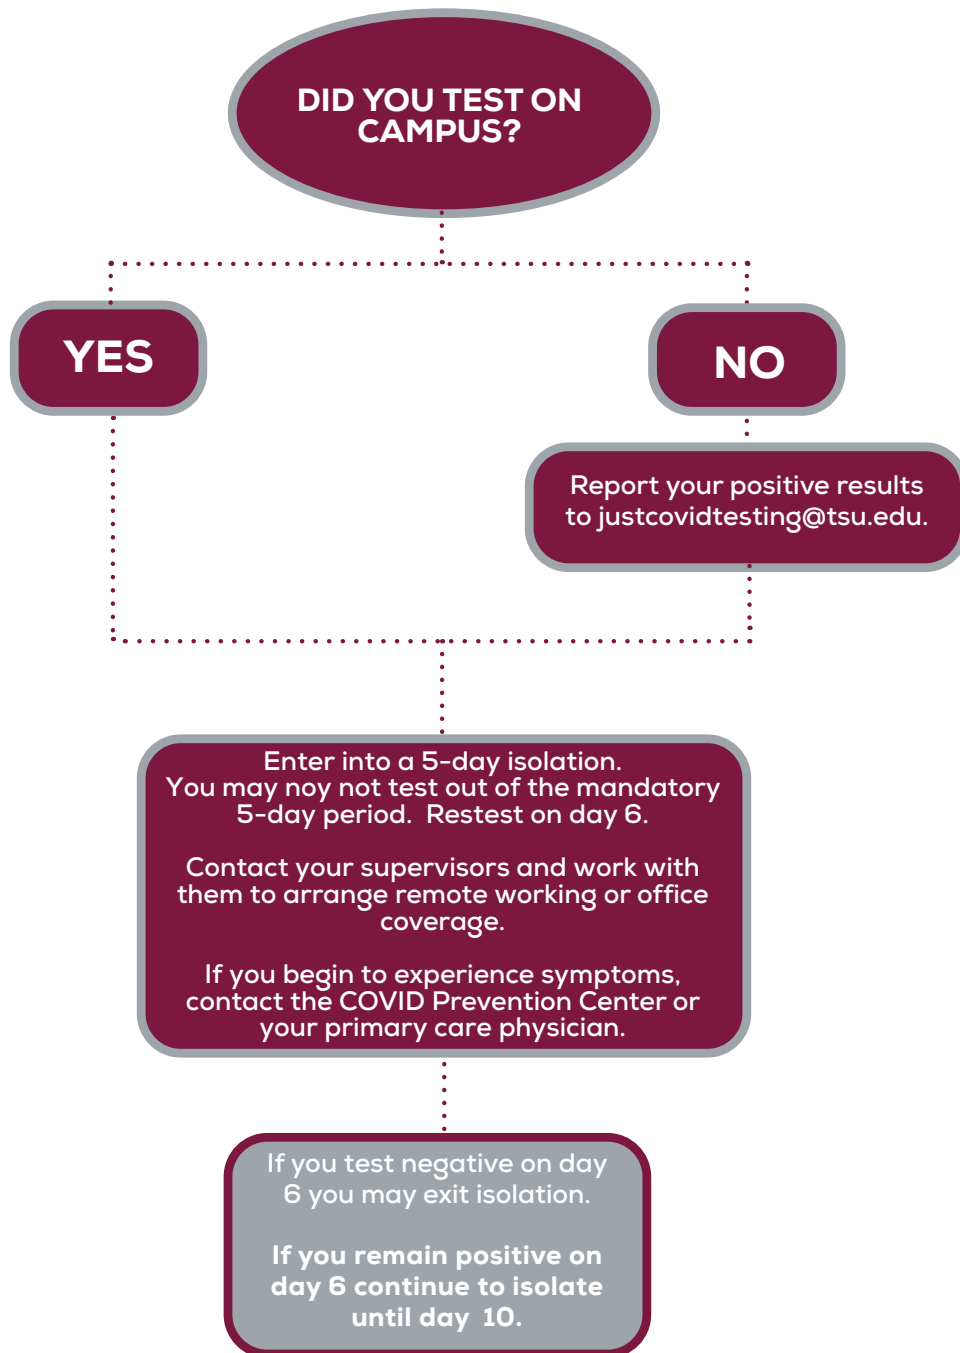 DID YOU TEST ON
CAMPUS?
YES
NO
Report your positive results
to justcovidtesting@tsu.edu.
Enter into a 5-day isolation.
You may noy not test out of the mandatory
5-day period.  Restest on day 6.
Contact your supervisors and work with
them to arrange remote working or office
coverage.
If you begin to experience symptoms,
contact the COVID Prevention Center or
your primary care physician.
If you test negative on day
6 you may exit isolation.
If you remain positive on
day 6 continue to isolate
until day  10.